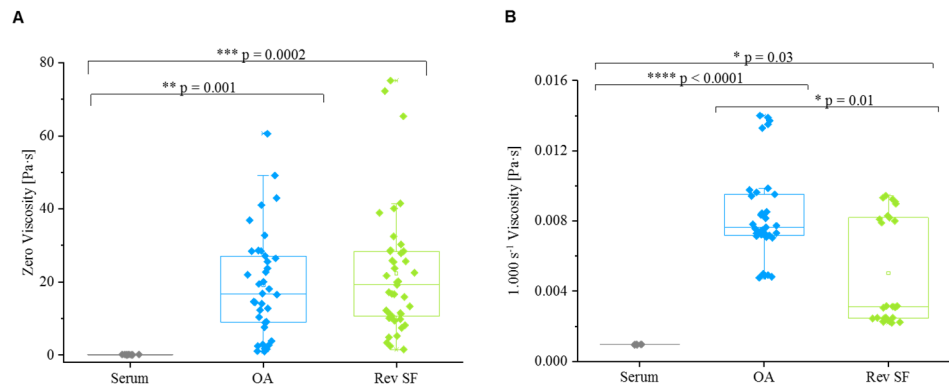 A
*** p = 0.0002
** p = 0.001
80
60
40
20
0
Zero Viscosity [Pa·s]
Serum
OA
Rev SF
B
* p = 0.03
**** p < 0.0001
* p = 0.01
0.016
0.012
0.008
0.004
0.000
1.000 s⁻¹ Viscosity [Pa·s]
Serum
OA
Rev SF